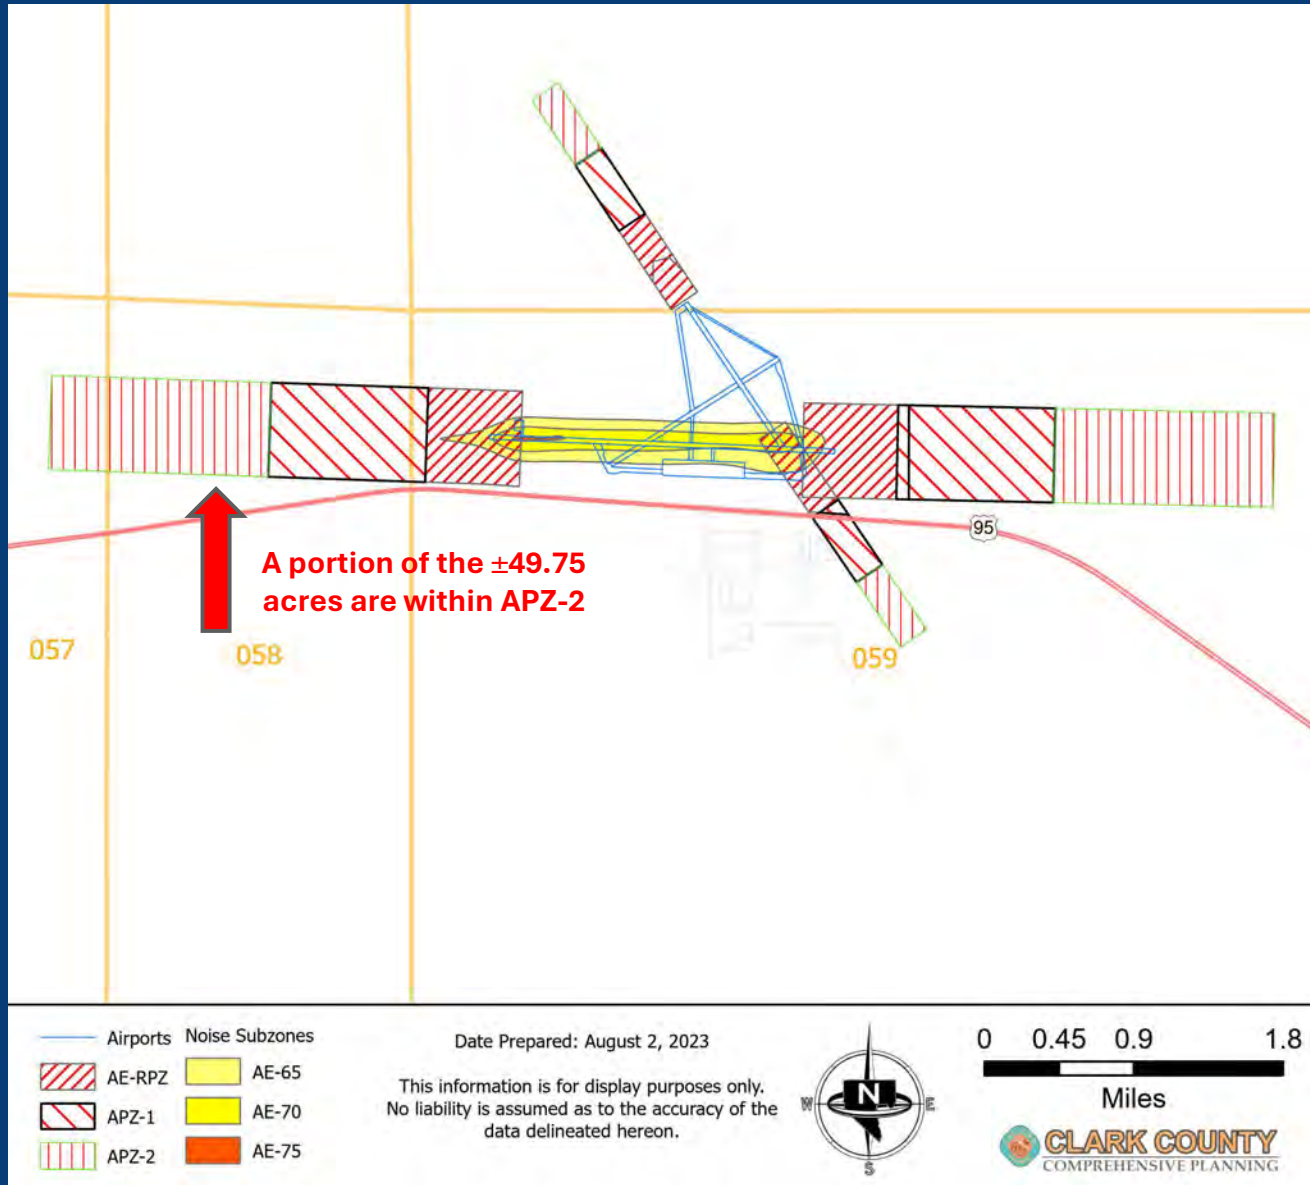 95
A portion of the ±49.75
acres are within APZ-2
057
058
059
Airports
AE-RPZ
APZ-1
APZ-2
Noise Subzones
AE-65
AE-70
AE-75
Date Prepared: August 2, 2023
This information is for display purposes only.
No liability is assumed as to the accuracy of the
data delineated hereon.
N
W
E
S
0 0.45 0.9 1.8
Miles
CLARK COUNTY
COMPREHENSIVE PLANNING